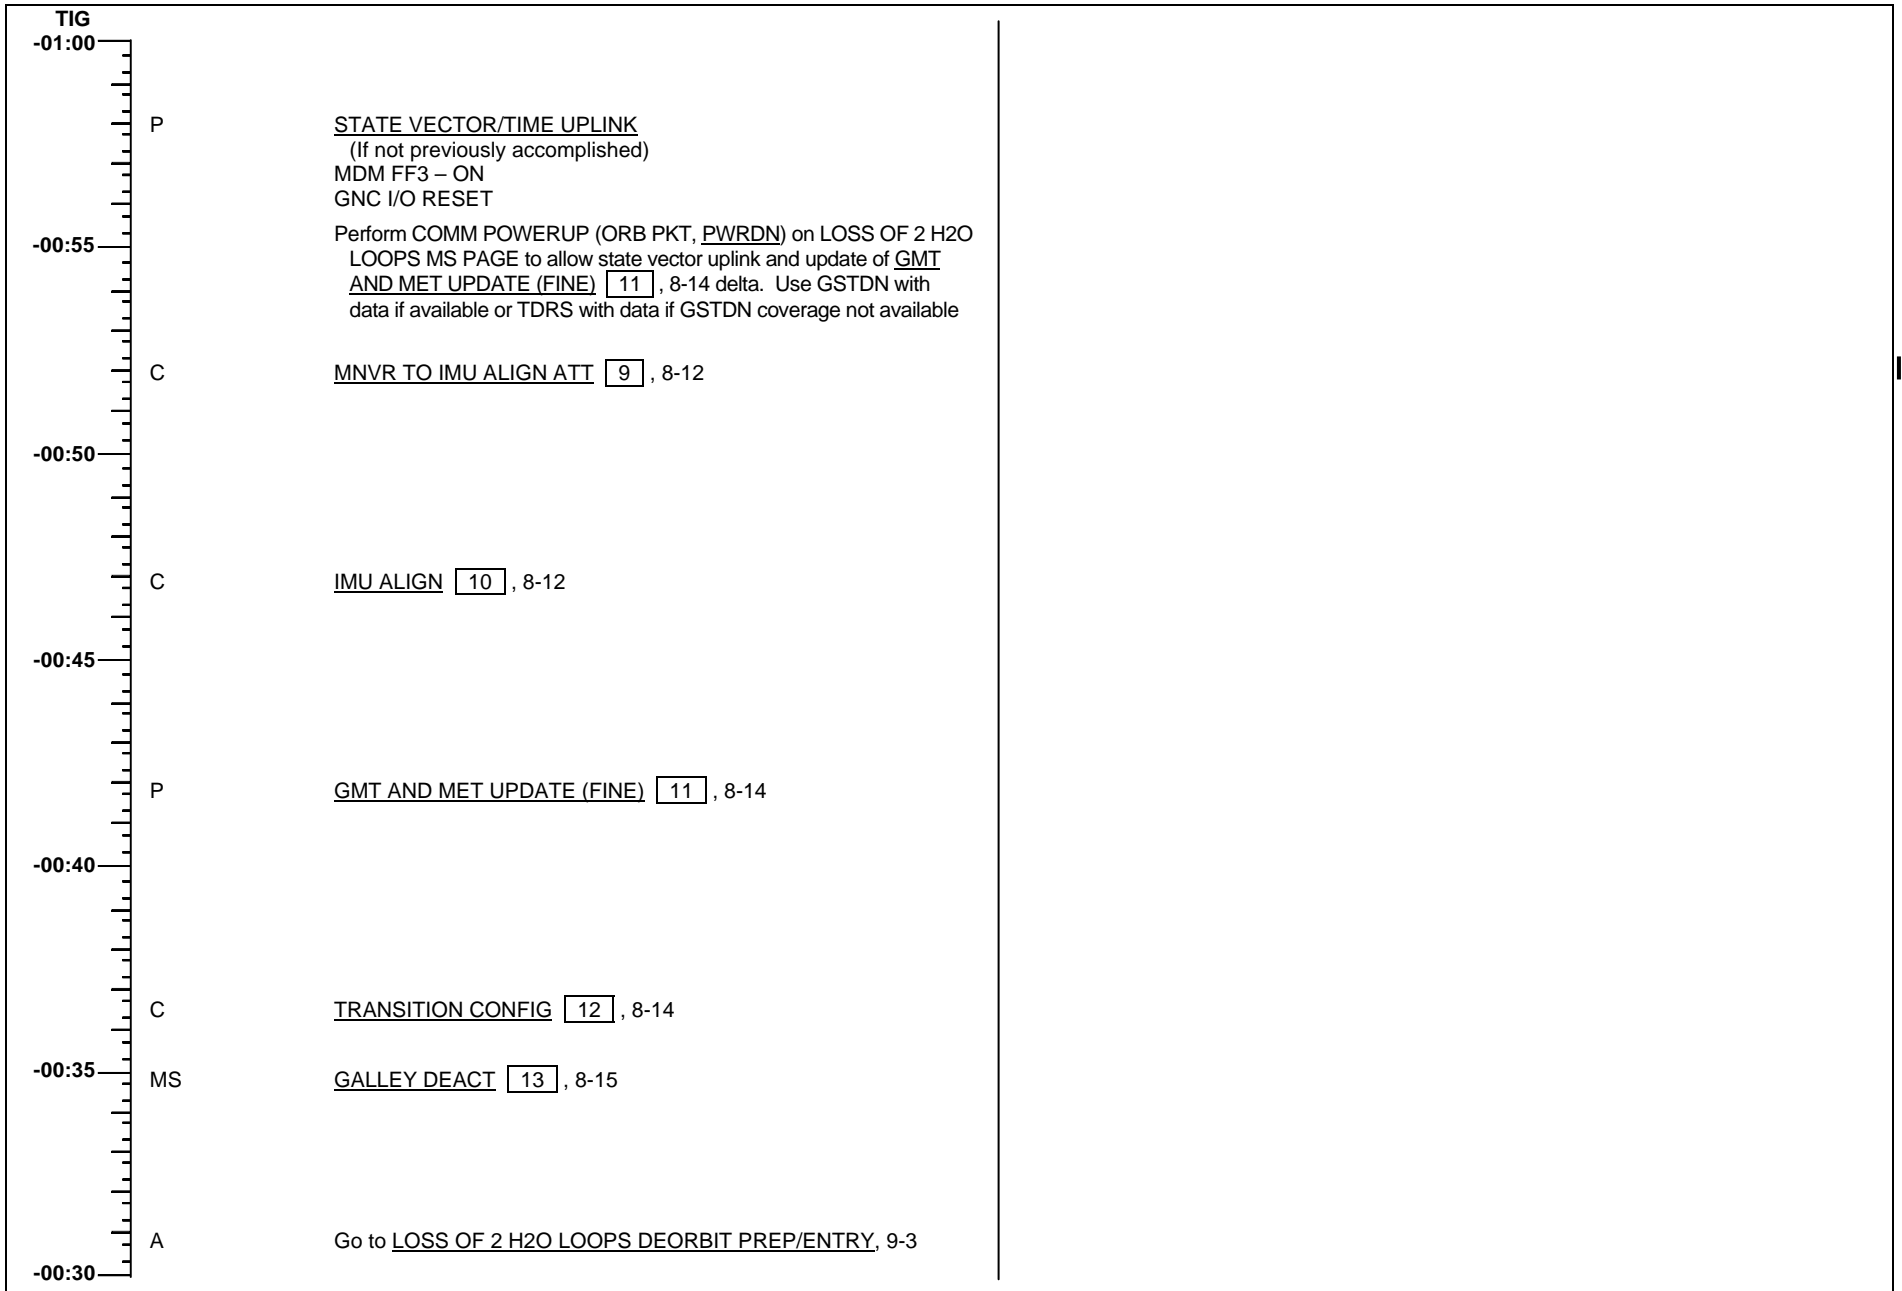 TIG
-01:00
P STATE VECTOR/TIME UPLINK
(If not previously accomplished)
MDM FF3 – ON
GNC I/O RESET
Perform COMM POWERUP (ORB PKT, PWRDN) on LOSS OF 2 H2O
-00:55
LOOPS MS PAGE to allow state vector uplink and update of GMT
AND MET UPDATE (FINE) 11 , 8-14 delta. Use GSTDN with
data if available or TDRS with data if GSTDN coverage not available
C MNVR TO IMU ALIGN ATT 9 , 8-12
-00:50
C IMU ALIGN 10 , 8-12
-00:45
P GMT AND MET UPDATE (FINE) 11 , 8-14
-00:40
C TRANSITION CONFIG 12 , 8-14
-00:35
MS GALLEY DEACT 13 , 8-15
A Go to LOSS OF 2 H2O LOOPS DEORBIT PREP/ENTRY, 9-3
-00:30